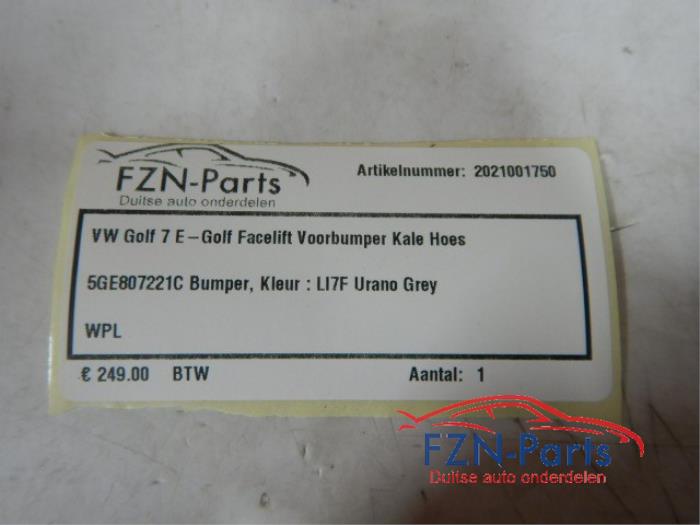 FZN-Parts
Duitse auto onderdelen
Artikelnummer: 2021001750
VW Golf 7 E-Golf Facelift Voorbumper Kale Hoes
5GE807221C Bumper, Kleur : LI7F Urano Grey
WPL
€ 249.00 BTW Aantal: 1
FZN-Parts
Duitse auto onderdelen